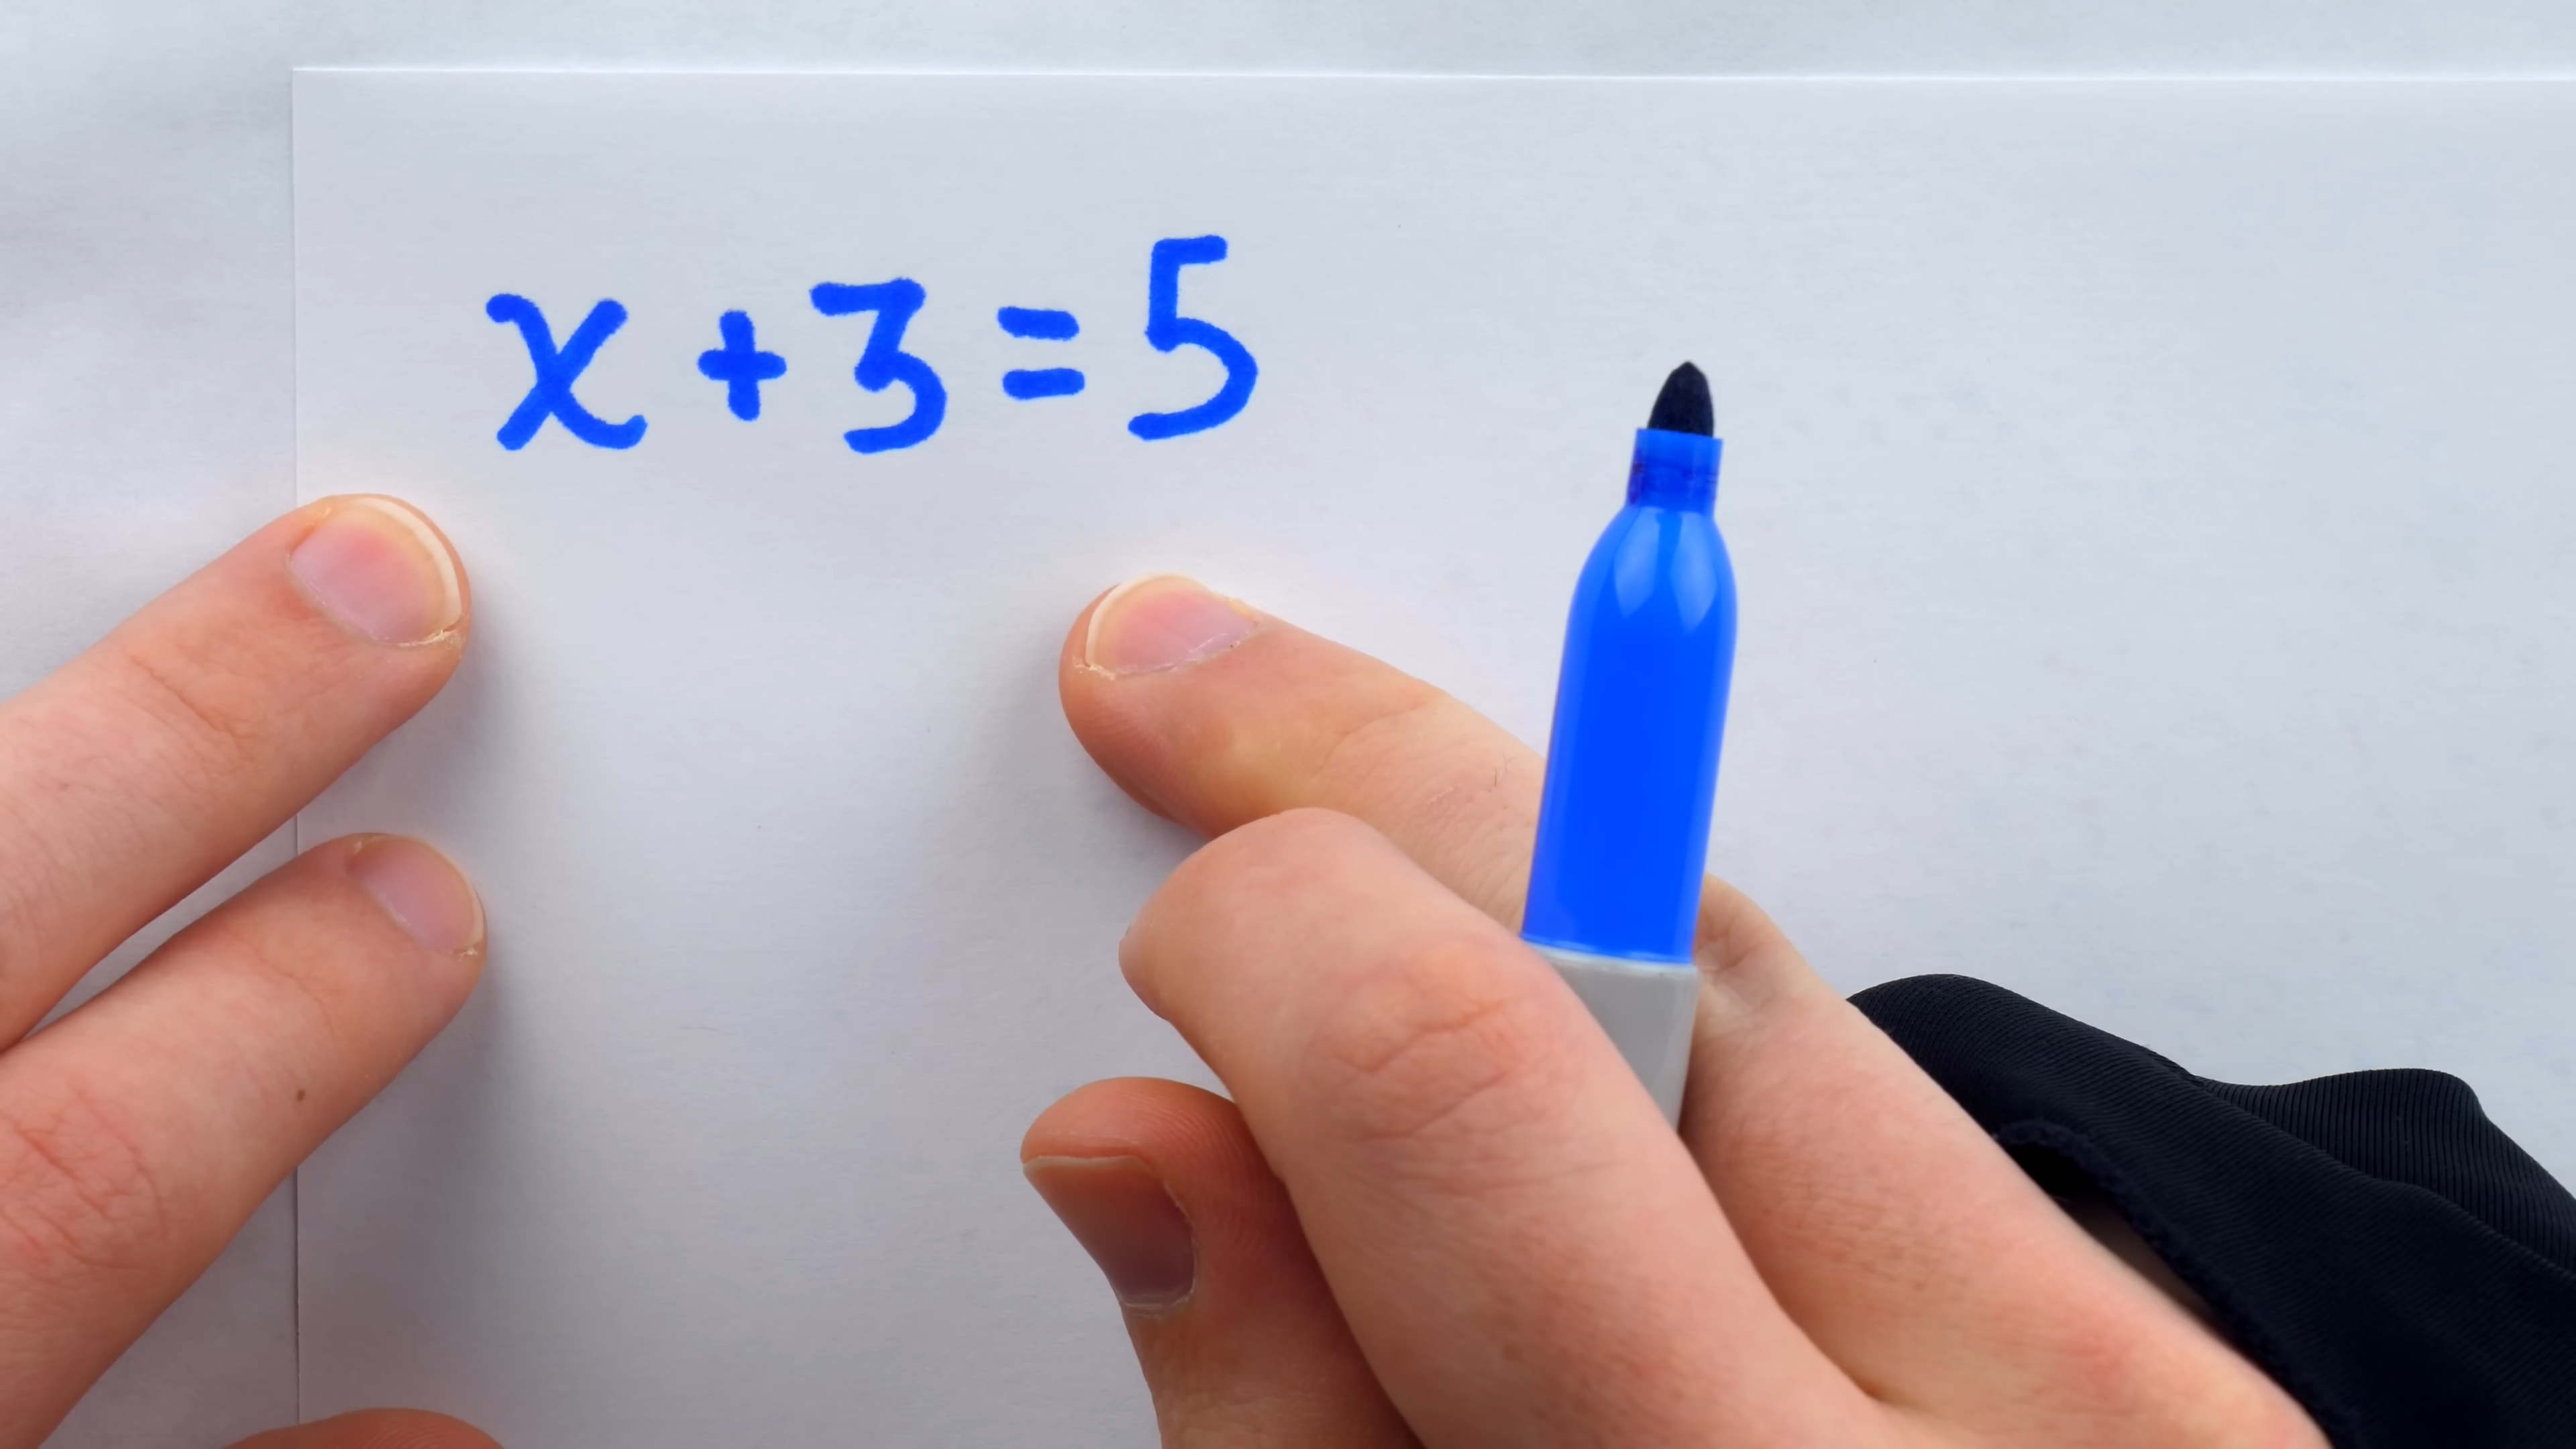 x + 3 = 5